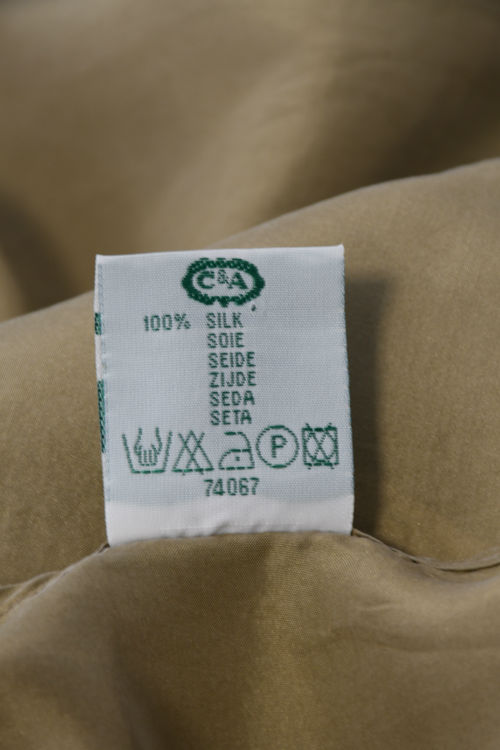 C&A
100% SILK
SOIE
SEIDE
ZIJDE
SEDA
SETA
P
74067